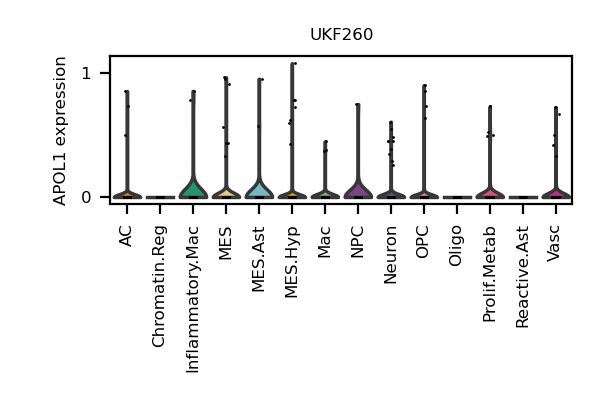 UKF260
APOL1 expression
1
0
AC
Chromatin.Reg
Inflammatory.Mac
MES
MES.Ast
MES.Hyp
Mac
NPC
Neuron
OPC
Oligo
Prolif.Metab
Reactive.Ast
Vasc